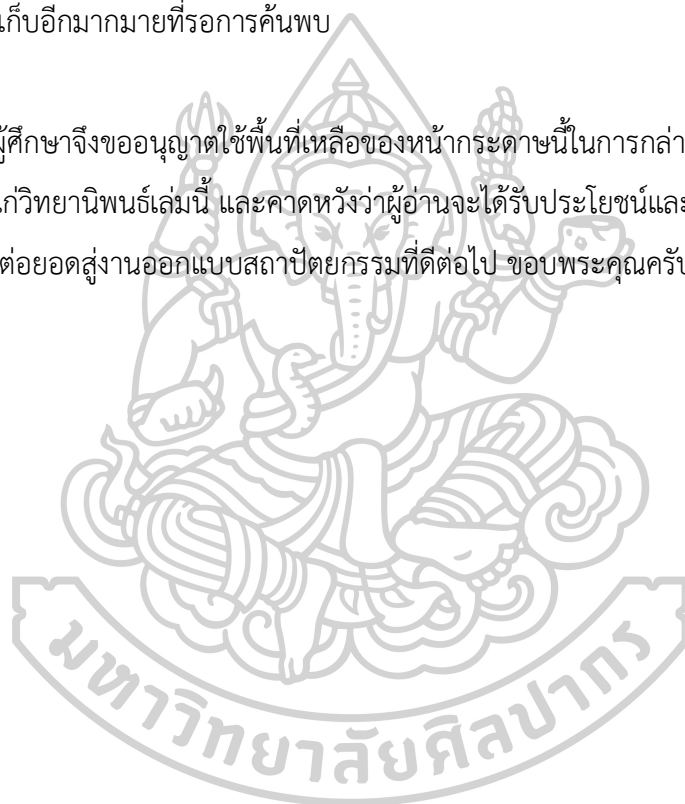 เก็บอีกมากมายที่รอการค้นพบ
ผู้ศึกษาจึงขออนุญาตใช้พื้นที่เหลือของหน้ากระดาษนี้ในการกล่า
แก่วิทยานิพนธ์เล่มนี้ และคาดหวังว่าผู้อ่านจะได้รับประโยชน์และ
ต่อยอดสู่งานออกแบบสถาปัตยกรรมที่ดีต่อไป ขอบพระคุณครับ
มหาวิทยาลัยศิลปากร